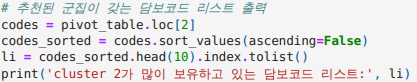 # 추천된 군집이 갖는 담보코드 리스트 출력
codes = pivot_table.loc[2]
codes_sorted = codes.sort_values(ascending=False)
li = codes_sorted.head(10).index.tolist()
print('cluster 2가 많이 보유하고 있는 담보코드 리스트:', li)